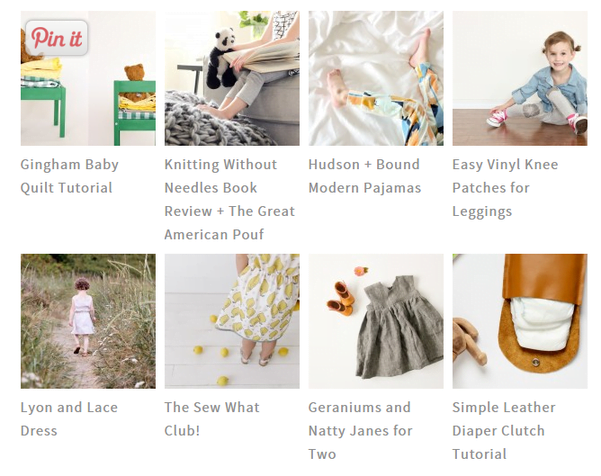 Pin it
Gingham Baby
Quilt Tutorial
Knitting Without
Needles Book
Review + The Great
American Pouf
Hudson + Bound
Modern Pajamas
Easy Vinyl Knee
Patches for
Leggings
Lyon and Lace
Dress
The Sew What
Club!
Geraniums and
Natty Janes for
Two
Simple Leather
Diaper Clutch
Tutorial